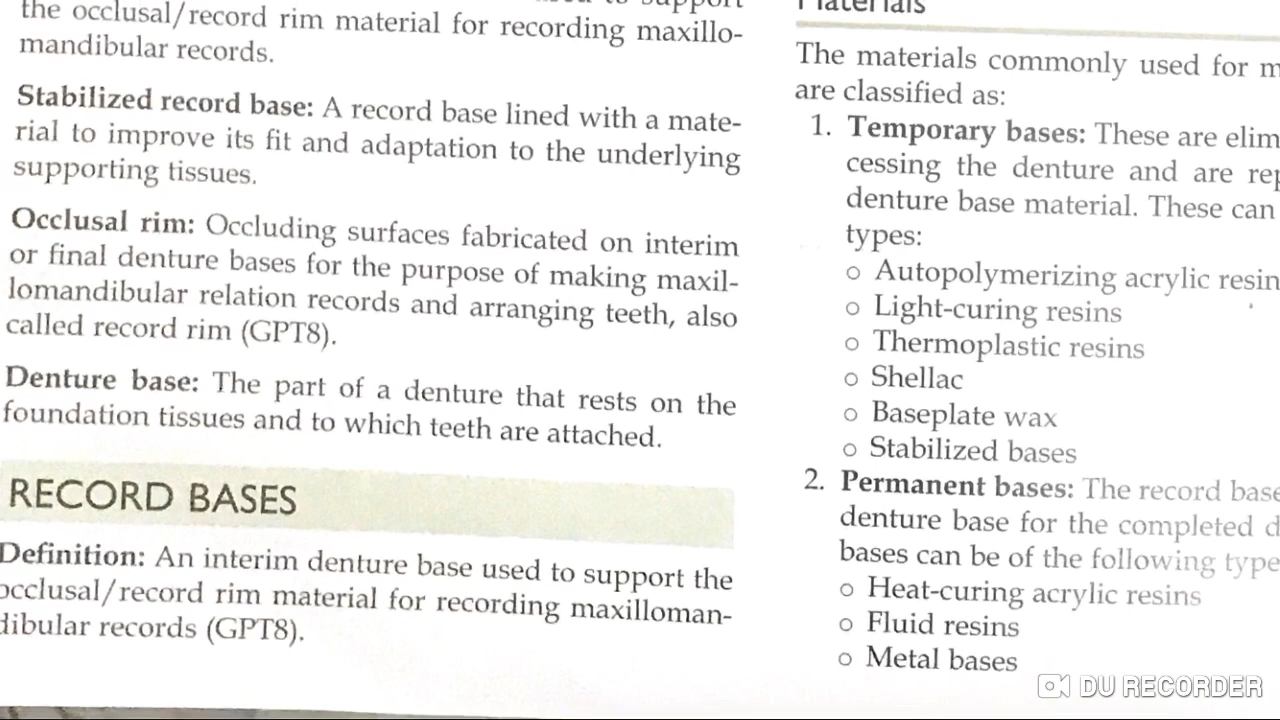 the occlusal/record rim material for recording maxillo-
mandibular records.
Stabilized record base: A record base lined with a mate-
rial to improve its fit and adaptation to the underlying
supporting tissues.
Occlusal rim: Occluding surfaces fabricated on interim
or final denture bases for the purpose of making maxil-
lomandibular relation records and arranging teeth, also
called record rim (GPT8).
Denture base: The part of a denture that rests on the
foundation tissues and to which teeth are attached.
RECORD BASES
Definition: An interim denture base used to support the
occlusal/record rim material for recording maxilloman-
dibular records (GPT8).
Materials
The materials commonly used for m
are classified as:
1. Temporary bases: These are elim
cessing the denture and are rep
denture base material. These can
types:
o Autopolymerizing acrylic resin
o Light-curing resins
o Thermoplastic resins
o Shellac
o Baseplate wax
o Stabilized bases
2. Permanent bases: The record base
denture base for the completed d
bases can be of the following type
o Heat-curing acrylic resins
o Fluid resins
o Metal bases
DU RECORDER